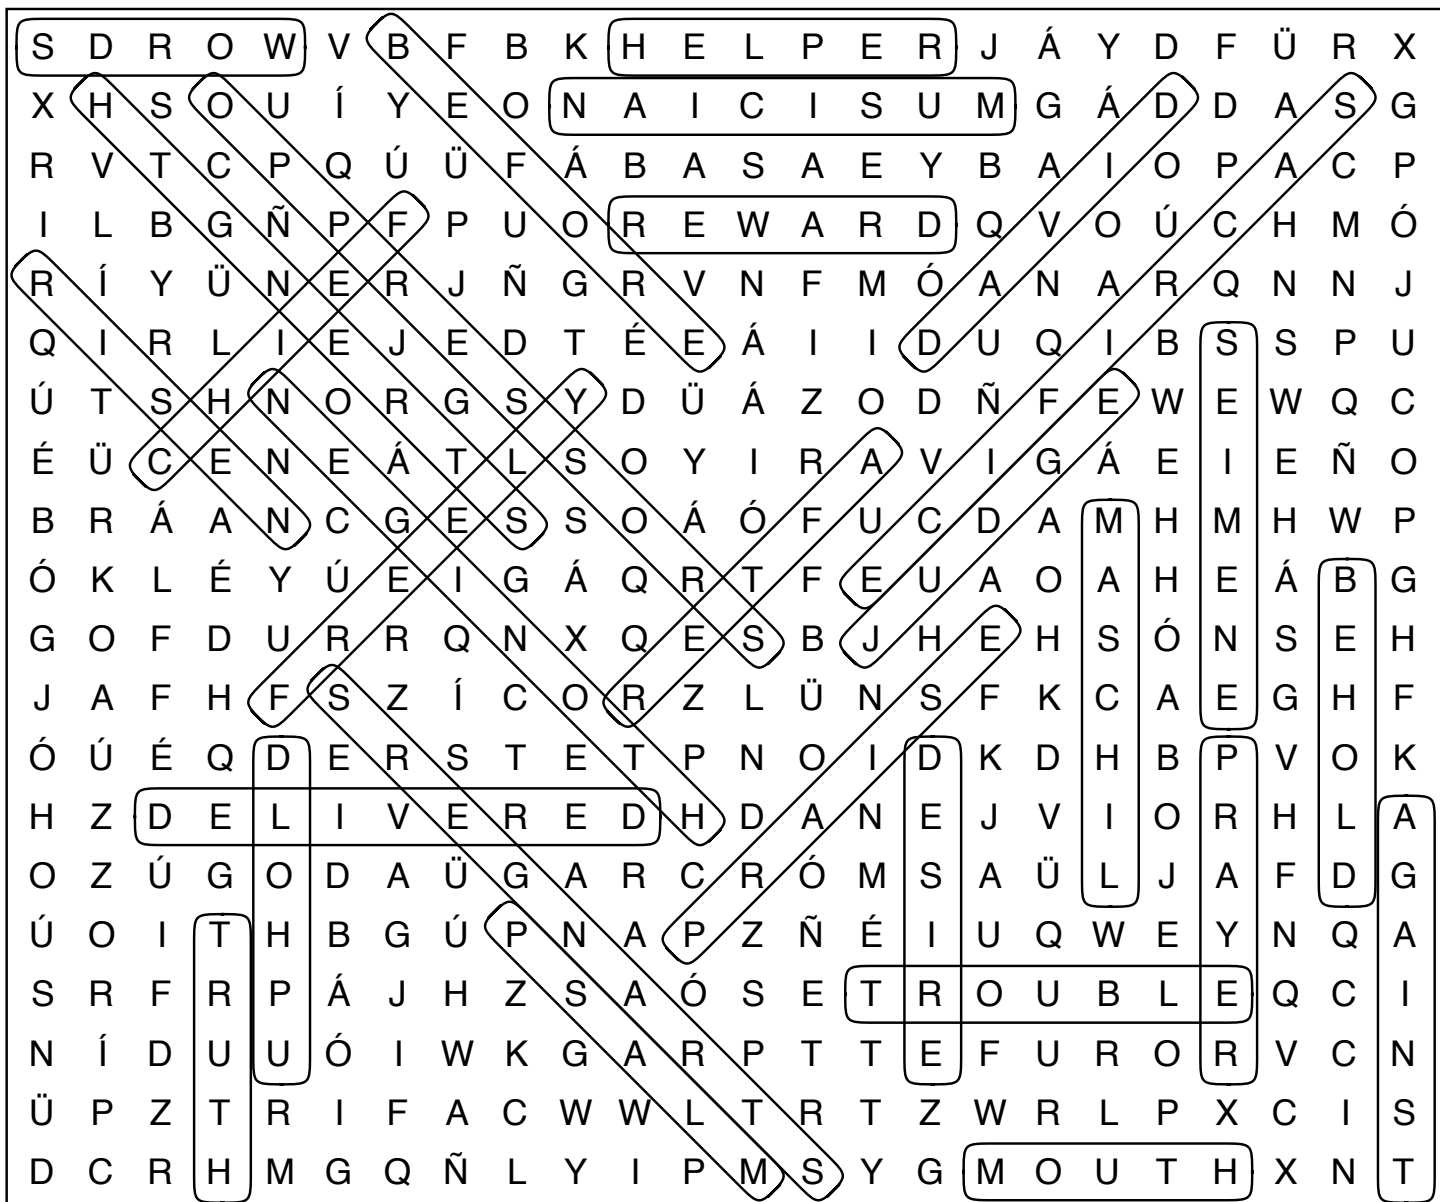 S D R O W V B F B K H E L P E R J Á Y D F Ü R X
X H S O U Í Y E O N A I C I S U M G Á D D A S G
R V T C P Q Ú Ü F Á B A S A E Y B A I O P A C P
I L B G Ñ P F P U O R E W A R D Q V O Ú C H M Ó
R Í Y Ü N E R J Ñ G R V N F M Ó A N A R Q N N J
Q I R L I E J E D T É E Á I I D U Q I B S S P U
Ú T S H N O R G S Y D Ü Á Z O D Ñ F E W E W Q C
É Ü C E N E Á T L S O Y I R A V I G Á E I E Ñ O
B R Á A N C G E S S O Á Ó F U C D A M H M H W P
Ó K L É Y Ú E I G Á Q R T F E U A O A H E Á B G
G O F D U R R Q N X Q E S B J H E H S Ó N S E H
J A F H F S Z Í C O R Z L Ü N S F K C A E G H F
Ó Ú É Q D E R S T E T P N O I D K D H B P V O K
H Z D E L I V E R E D H D A N E J V I O R H L A
O Z Ú G O D A Ü G A R C R Ó M S A Ü L J A F D G
Ú O I T H B G Ú P N A P Z Ñ É I U Q W E Y N Q A
S R F R P Á J H Z S A Ó S E T R O U B L E Q C I
N Í D U U Ó I W K G A R P T T E F U R O R V C N
Ü P Z T R I F A C W W L T R T Z W R L P X C I S
D C R H M G Q Ñ L Y I P M S Y G M O U T H X N T